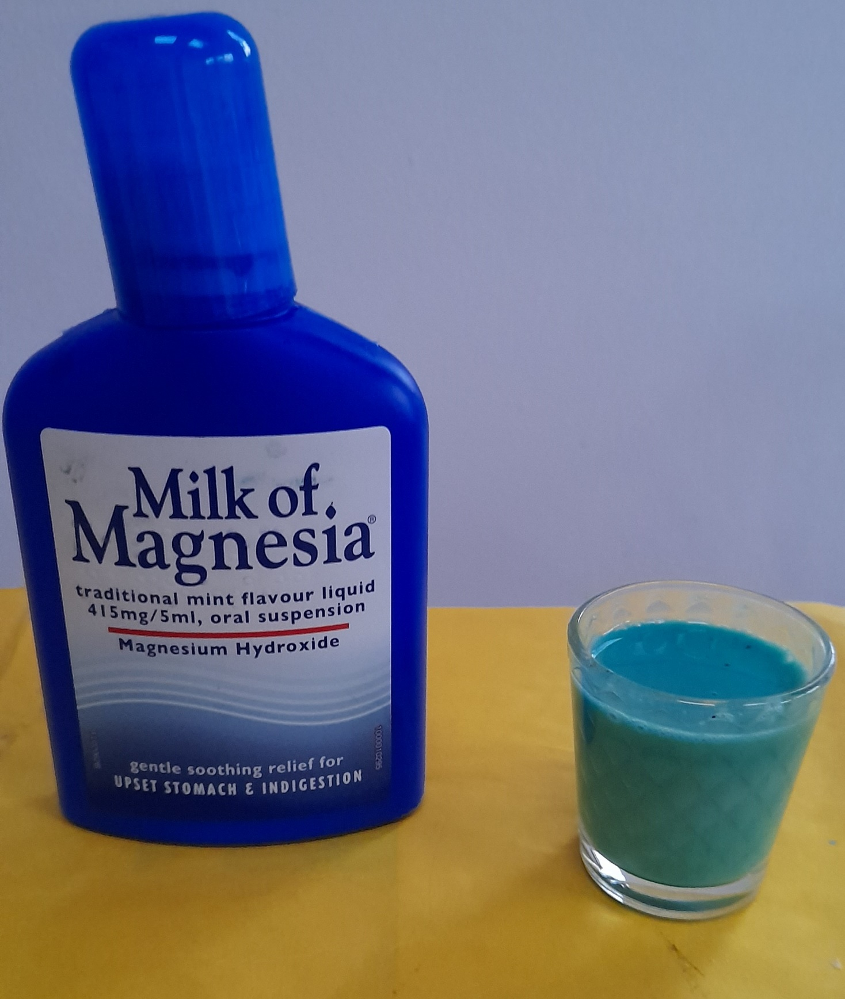 Milk of
Magnesia®
traditional mint flavour liquid
415mg/5ml, oral suspension
Magnesium Hydroxide
gentle soothing relief for
UPSET STOMACH & INDIGESTION